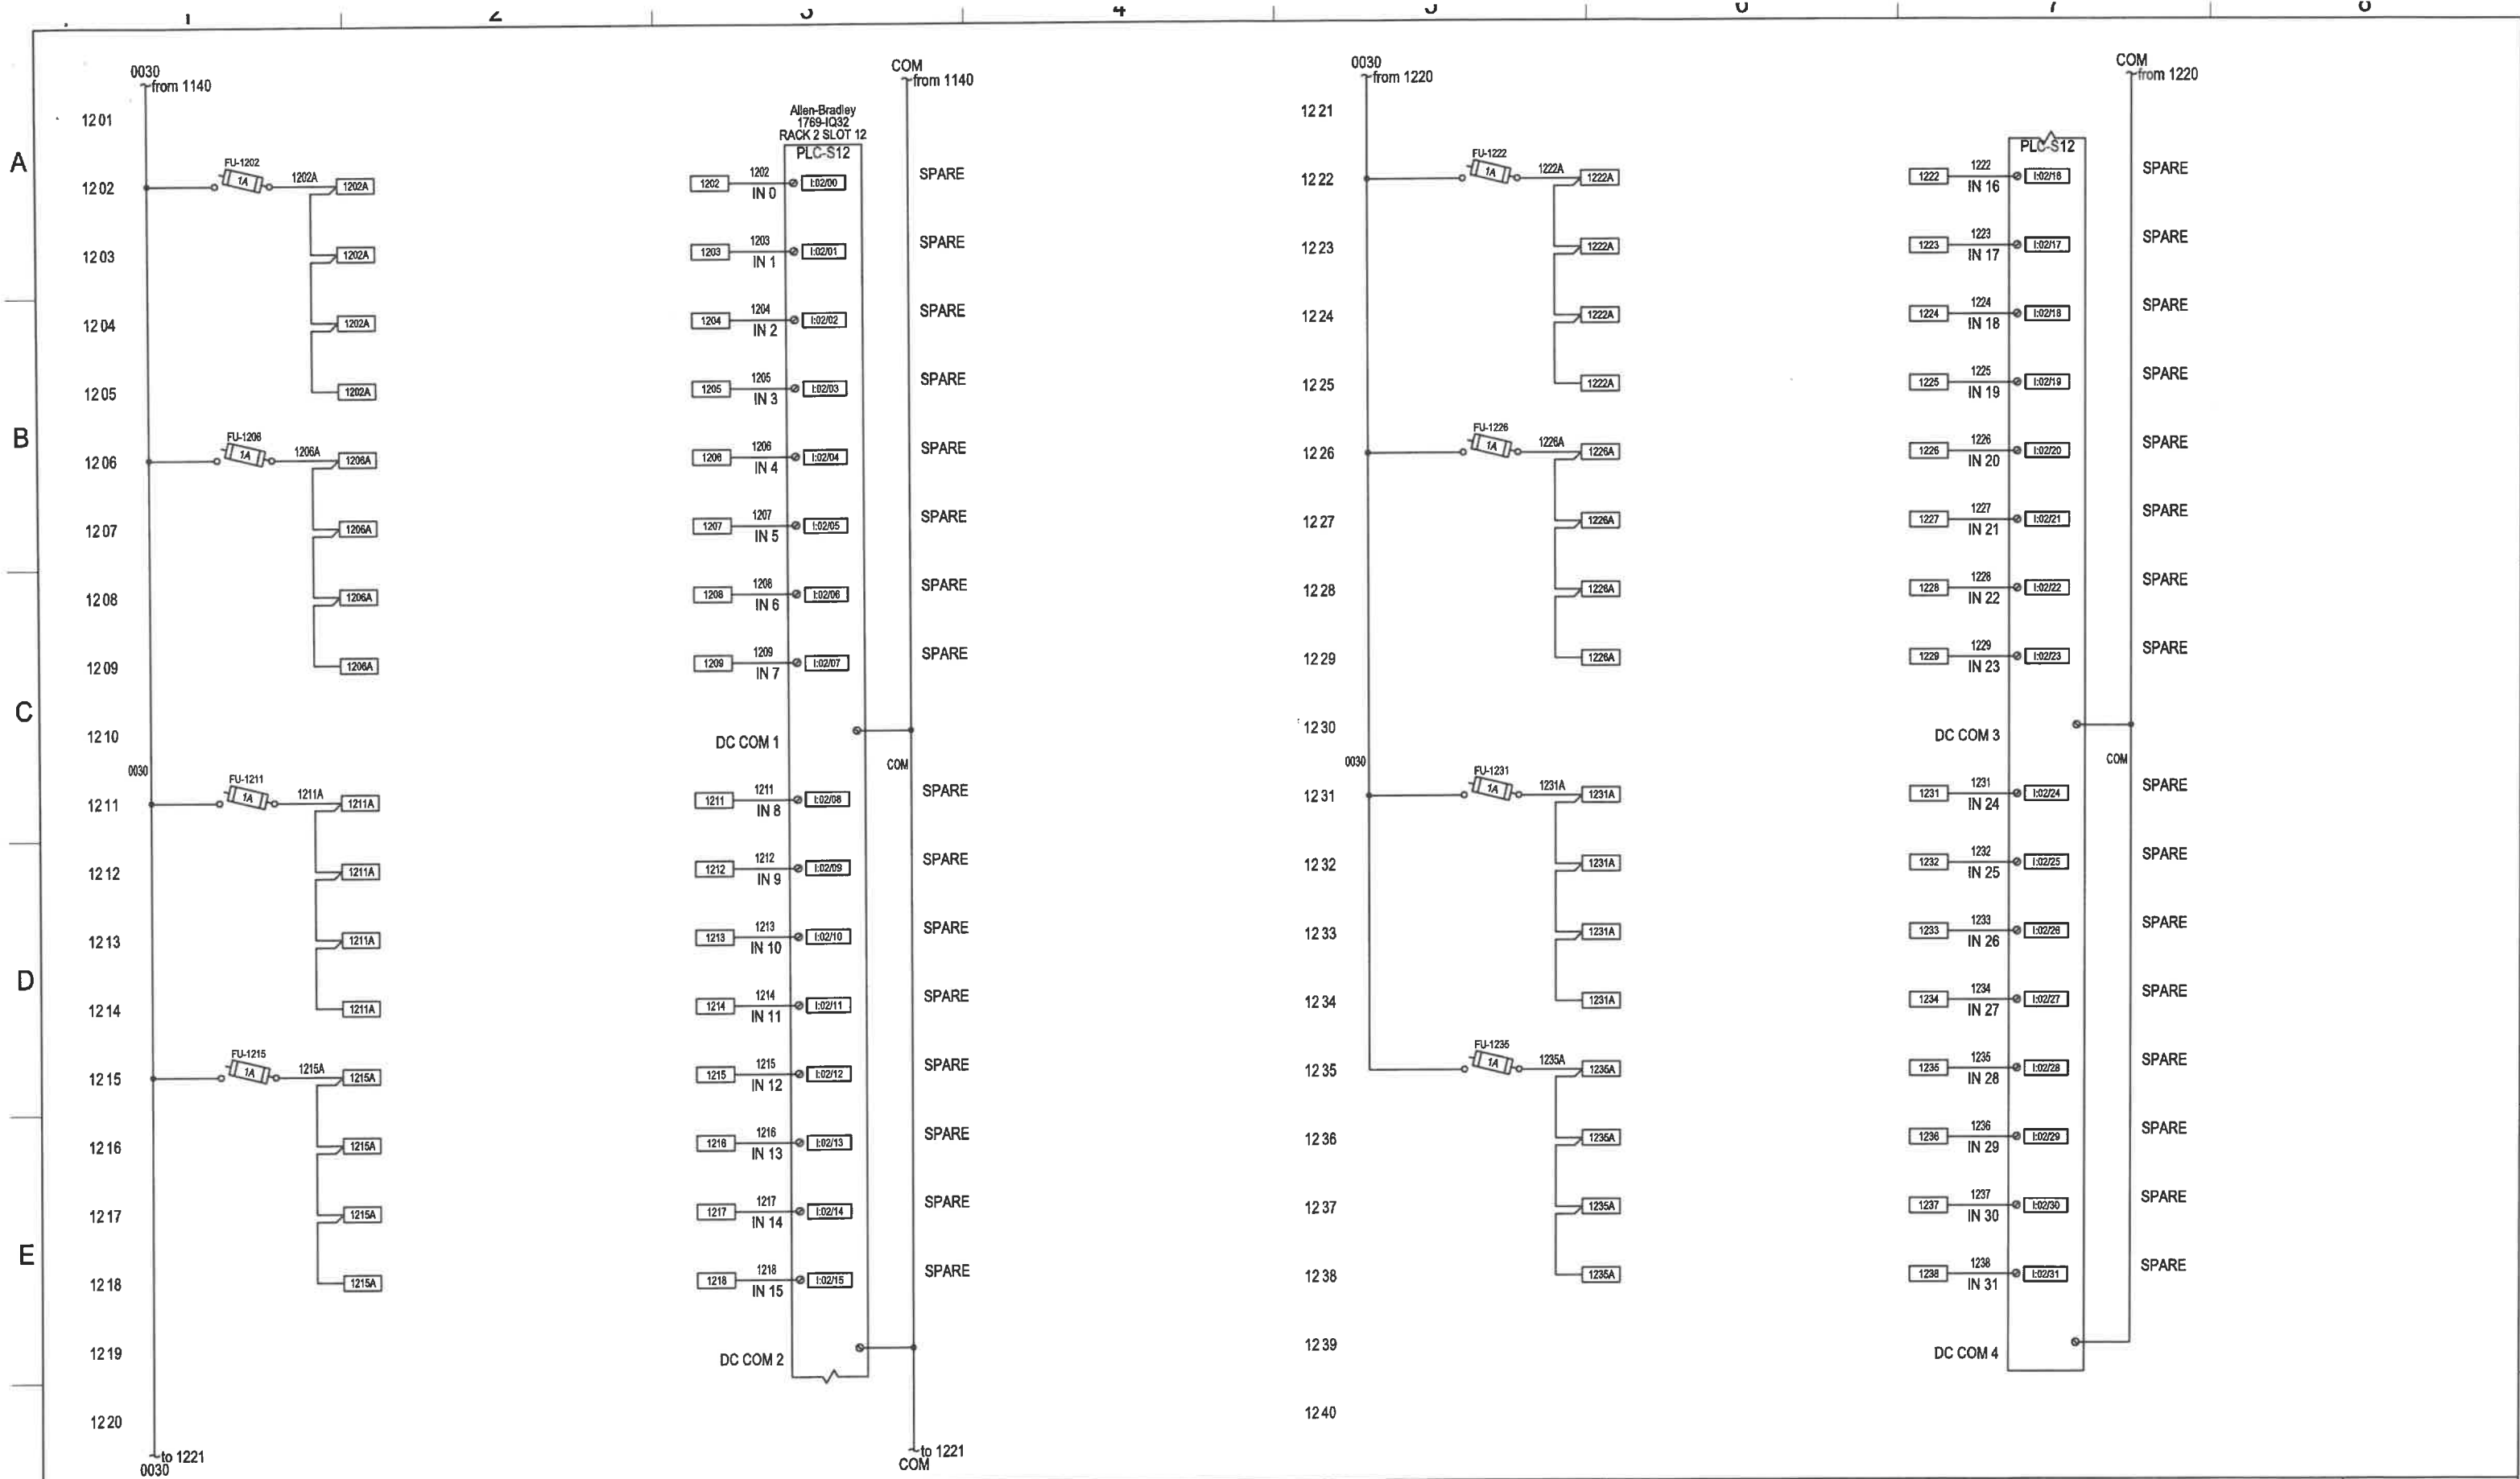 1 2 3 4 5 6 7 8
A
B
C
D
E
0030
from 1140
1201
1202
FU-1202
1A
1202A
1202A
1203
1202A
1204
1202A
1205
1202A
1206
FU-1206
1A
1206A
1206A
1207
1206A
1208
1206A
1209
1206A
1210
0030
1211
FU-1211
1A
1211A
1211A
1212
1211A
1213
1211A
1214
1211A
1215
FU-1215
1A
1215A
1215A
1216
1215A
1217
1215A
1218
1215A
1219
1220
to 1221
0030
COM
from 1140
Allen-Bradley
1769-IQ32
RACK 2 SLOT 12
PLC-S12
1202 1202 IN 0 I:02/00 SPARE
1203 1203 IN 1 I:02/01 SPARE
1204 1204 IN 2 I:02/02 SPARE
1205 1205 IN 3 I:02/03 SPARE
1206 1206 IN 4 I:02/04 SPARE
1207 1207 IN 5 I:02/05 SPARE
1208 1208 IN 6 I:02/06 SPARE
1209 1209 IN 7 I:02/07 SPARE
DC COM 1
COM
1211 1211 IN 8 I:02/08 SPARE
1212 1212 IN 9 I:02/09 SPARE
1213 1213 IN 10 I:02/10 SPARE
1214 1214 IN 11 I:02/11 SPARE
1215 1215 IN 12 I:02/12 SPARE
1216 1216 IN 13 I:02/13 SPARE
1217 1217 IN 14 I:02/14 SPARE
1218 1218 IN 15 I:02/15 SPARE
DC COM 2
to 1221
COM
0030
from 1220
1221
1222
FU-1222
1A
1222A
1222A
1223
1222A
1224
1222A
1225
1222A
1226
FU-1226
1A
1226A
1226A
1227
1226A
1228
1226A
1229
1226A
1230
0030
1231
FU-1231
1A
1231A
1231A
1232
1231A
1233
1231A
1234
1231A
1235
FU-1235
1A
1235A
1235A
1236
1235A
1237
1235A
1238
1235A
1239
1240
COM
from 1220
PLC-S12
1222 1222 IN 16 I:02/16 SPARE
1223 1223 IN 17 I:02/17 SPARE
1224 1224 IN 18 I:02/18 SPARE
1225 1225 IN 19 I:02/19 SPARE
1226 1226 IN 20 I:02/20 SPARE
1227 1227 IN 21 I:02/21 SPARE
1228 1228 IN 22 I:02/22 SPARE
1229 1229 IN 23 I:02/23 SPARE
DC COM 3
COM
1231 1231 IN 24 I:02/24 SPARE
1232 1232 IN 25 I:02/25 SPARE
1233 1233 IN 26 I:02/26 SPARE
1234 1234 IN 27 I:02/27 SPARE
1235 1235 IN 28 I:02/28 SPARE
1236 1236 IN 29 I:02/29 SPARE
1237 1237 IN 30 I:02/30 SPARE
1238 1238 IN 31 I:02/31 SPARE
DC COM 4